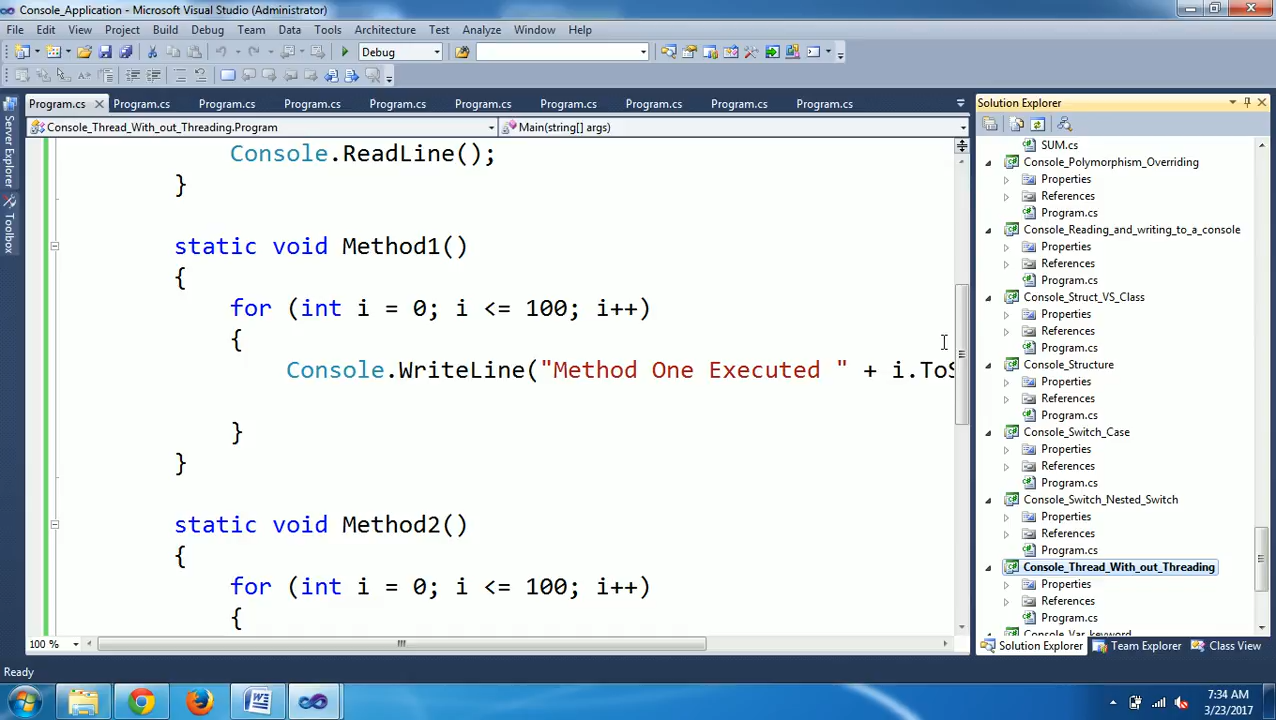 Console_Application - Microsoft Visual Studio (Administrator)
File Edit View Project Build Debug Team Data Tools Architecture Test Analyze Window Help
Debug
Program.cs Program.cs Program.cs Program.cs Program.cs Program.cs Program.cs Program.cs Program.cs Program.cs
Console_Thread_With_out_Threading.Program Main(string[] args)
Server Explorer
Toolbox
Console.ReadLine();
}
static void Method1()
{
for (int i = 0; i <= 100; i++)
{
Console.WriteLine("Method One Executed " + i.ToS
}
}
static void Method2()
{
for (int i = 0; i <= 100; i++)
{
100 %
Solution Explorer
SUM.cs
Console_Polymorphism_Overriding
Properties
References
Program.cs
Console_Reading_and_writing_to_a_console
Properties
References
Program.cs
Console_Struct_VS_Class
Properties
References
Program.cs
Console_Structure
Properties
References
Program.cs
Console_Switch_Case
Properties
References
Program.cs
Console_Switch_Nested_Switch
Properties
References
Program.cs
Console_Thread_With_out_Threading
Properties
References
Program.cs
Console_Var_keyword
Solution Explorer Team Explorer Class View
Ready
7:34 AM
3/23/2017